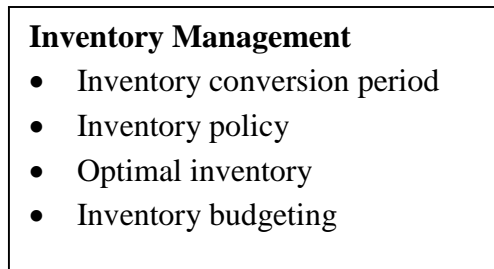 Inventory Management
• Inventory conversion period
• Inventory policy
• Optimal inventory
• Inventory budgeting